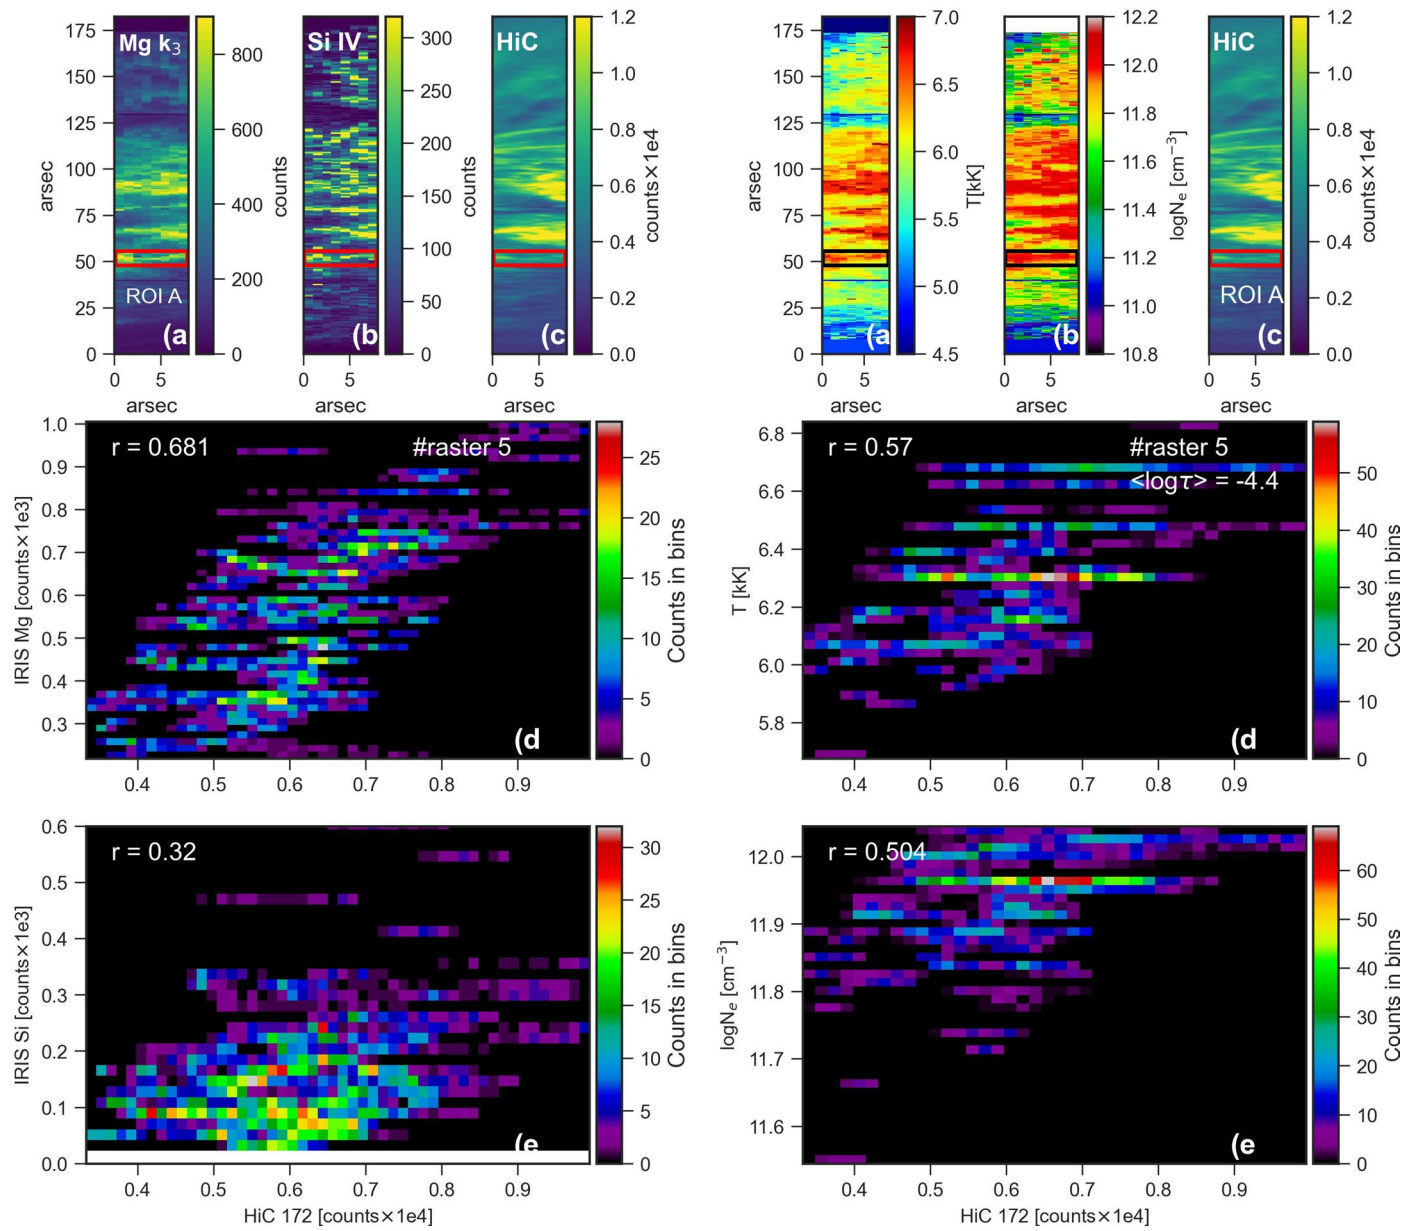 Mg k3
Si IV
HiC
ROI A
(a
(b
(c
175
150
125
100
75
50
25
0
arsec
0 5
arsec
800
600
400
200
0
counts
0 5
arsec
300
250
200
150
100
50
0
counts
0 5
arsec
1.2
1.0
0.8
0.6
0.4
0.2
0.0
counts×1e4
175
150
125
100
75
50
25
0
arsec
(a
0 5
arsec
7.0
6.5
6.0
5.5
5.0
4.5
T[kK]
(b
0 5
arsec
12.2
12.0
11.8
11.6
11.4
11.2
11.0
10.8
logNe [cm−3]
HiC
ROI A
(c
0 5
arsec
1.2
1.0
0.8
0.6
0.4
0.2
0.0
counts×1e4
r = 0.681
#raster 5
(d
1.0
0.9
0.8
0.7
0.6
0.5
0.4
0.3
IRIS Mg [counts×1e3]
0.4 0.5 0.6 0.7 0.8 0.9
25
20
15
10
5
0
Counts in bins
r = 0.57
#raster 5
<logτ> = -4.4
(d
6.8
6.6
6.4
6.2
6.0
5.8
T [kK]
0.4 0.5 0.6 0.7 0.8 0.9
50
40
30
20
10
0
Counts in bins
r = 0.32
(e
0.6
0.5
0.4
0.3
0.2
0.1
0.0
IRIS Si [counts×1e3]
0.4 0.5 0.6 0.7 0.8 0.9
HiC 172 [counts×1e4]
30
25
20
15
10
5
0
Counts in bins
r = 0.504
(e
12.0
11.9
11.8
11.7
11.6
logNe [cm−3]
0.4 0.5 0.6 0.7 0.8 0.9
HiC 172 [counts×1e4]
60
50
40
30
20
10
0
Counts in bins